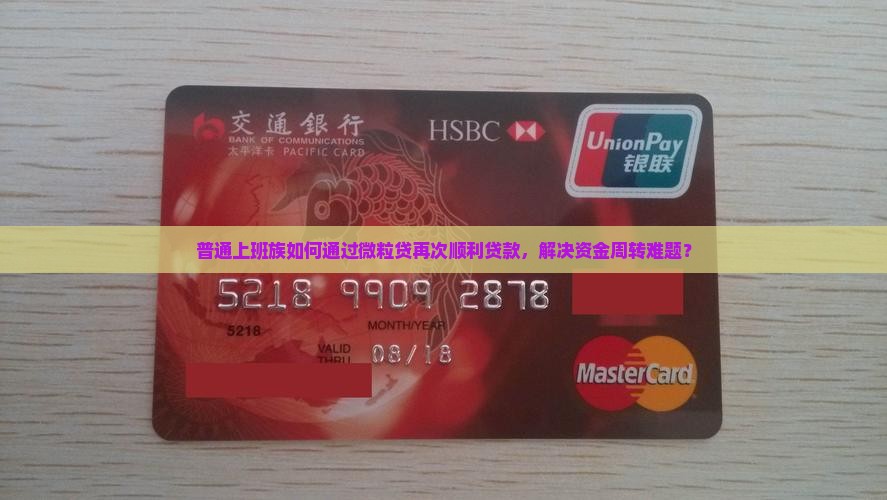 交通銀行
BANK OF COMMUNICATIONS
太平洋卡 PACIFIC CARD
HSBC
UnionPay
银联
普通上班族如何通过微粒贷再次顺利贷款，解决资金周转难题？
5218 9909 2878
5218
MONTH/YEAR
VALID
THRU
08/18
MasterCard